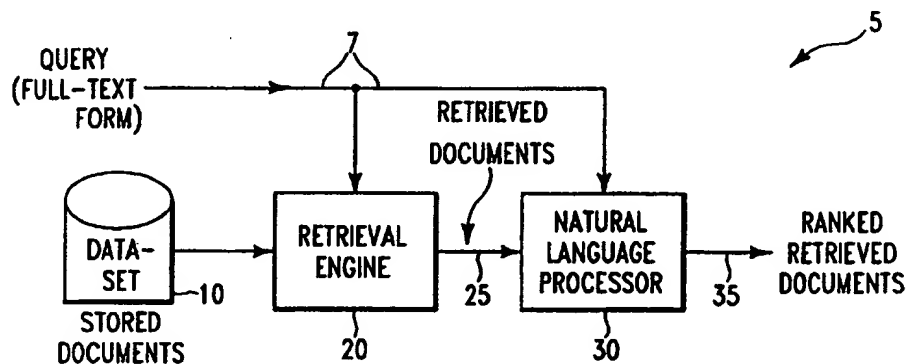 5
QUERY
(FULL-TEXT
FORM)
7
RETRIEVED
DOCUMENTS
DATA-
SET
10
STORED
DOCUMENTS
RETRIEVAL
ENGINE
20
25
NATURAL
LANGUAGE
PROCESSOR
30
35
RANKED
RETRIEVED
DOCUMENTS